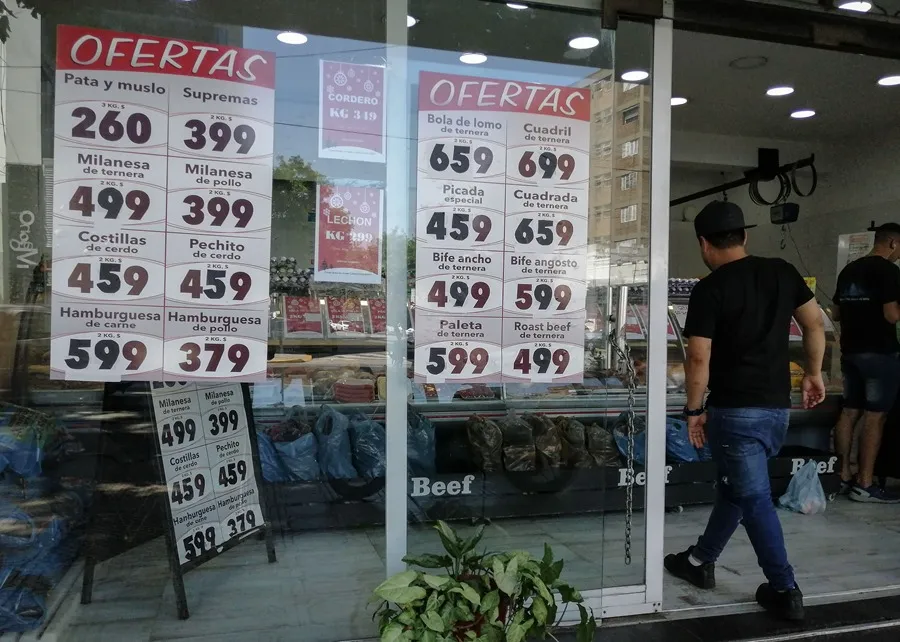 OFERTAS
Pata y muslo
3 KG. $
260
Supremas
2 KG. $
399
Milanesa
de ternera
2 KG. $
499
Milanesa
de pollo
2 KG. $
399
Costillas
de cerdo
2 KG. $
459
Pechito
de cerdo
2 KG. $
459
Hamburguesa
de carne
2 KG. $
599
Hamburguesa
de pollo
2 KG. $
379
CORDERO
KG 349
LECHON
KG 299
OFERTAS
Bola de lomo
de ternera
659
Cuadril
de ternera
699
Picada
especial
2 KG. $
459
Cuadrada
de ternera
2 KG. $
659
Bife ancho
de ternera
2 KG. $
499
Bife angosto
de ternera
2 KG. $
599
Paleta
de ternera
2 KG. $
599
Roast beef
de ternera
2 KG. $
499
Milanesa
de ternera
499
Milanesa
de pollo
399
Costillas
de cerdo
459
Pechito
de cerdo
459
Hamburguesa
de carne
599
Hamburguesa
de pollo
379
Beef
Beef
Beef